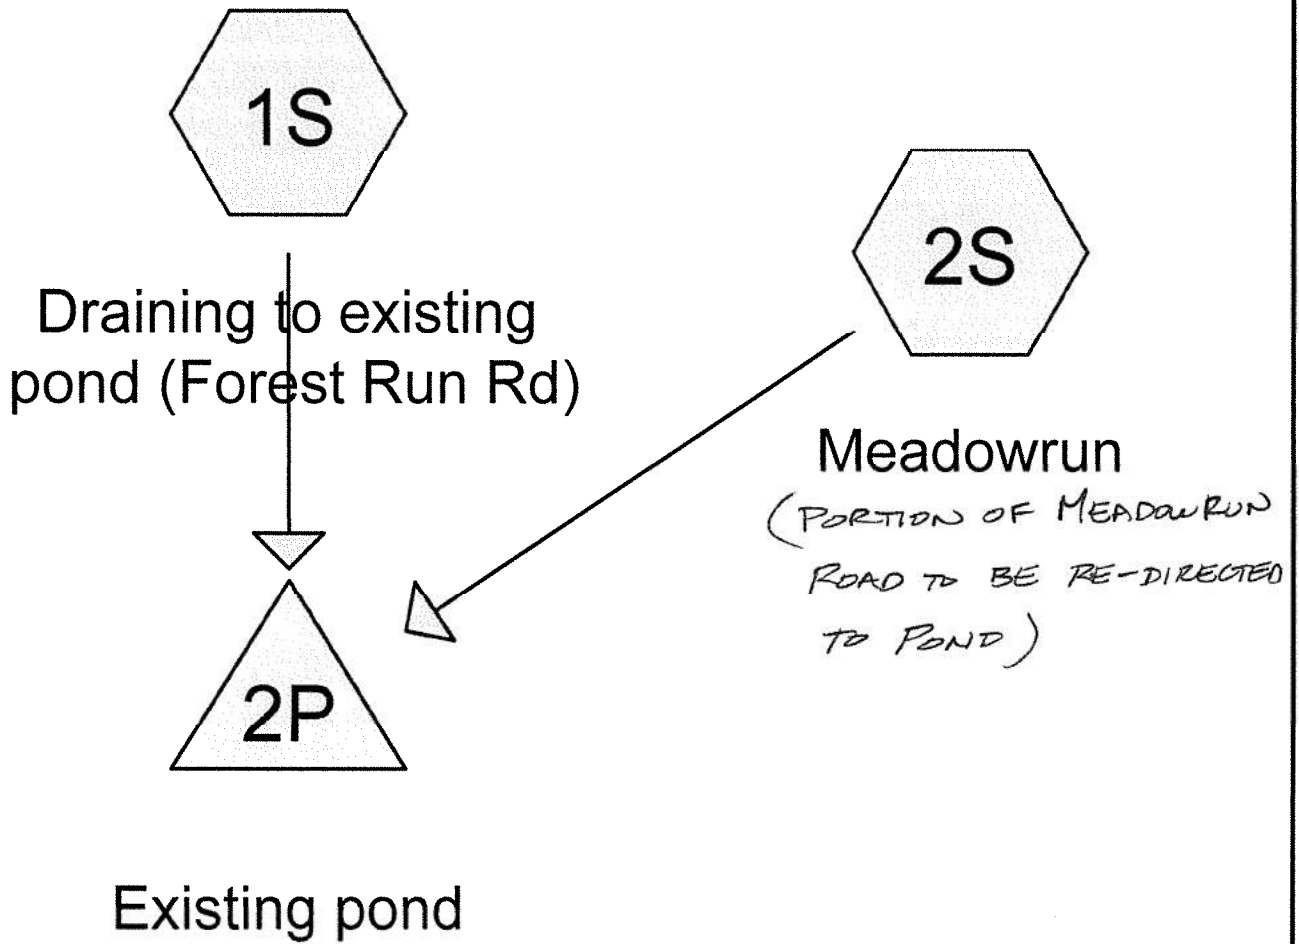 1S
Draining to existing
pond (Forest Run Rd)
2S
Meadowrun
(PORTION OF MEADOWRUN
ROAD TO BE RE-DIRECTED
TO POND)
2P
Existing pond